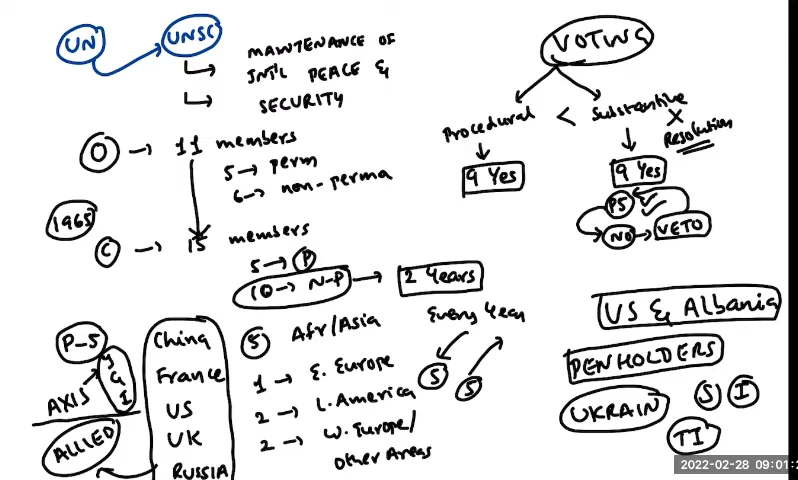 UN
UNSC
MAINTENANCE OF
INT'L PEACE &
SECURITY
O → 11 members
5 → perm
6 → non-perma
1965
C → 15 members
5 → P
10 → N-P → 2 Years
P-5
JGI
AXIS
ALLIED
China
France
US
UK
RUSSIA
5 Afr/Asia
1 → E. Europe
2 → L. America
2 → W. Europe/
Other Areas
Every Year
5
5
VOTING
Procedural < Substantive
X
Resolution
9 Yes
9 Yes
P5
NO → VETO
US & Albania
PENHOLDERS
UKRAIN
S I
TI
2022-02-28 09:01:2